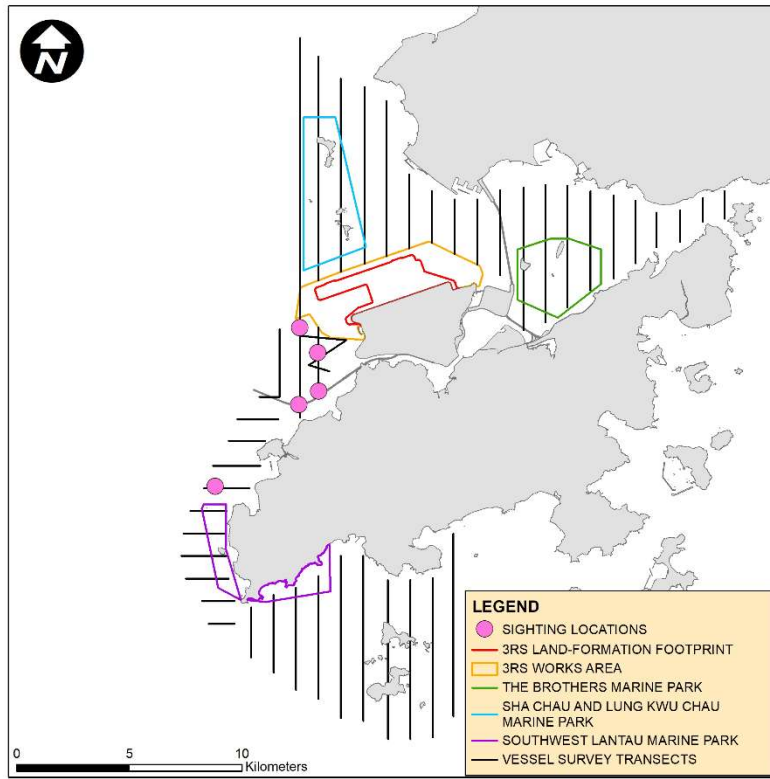 N
LEGEND
SIGHTING LOCATIONS
3RS LAND-FORMATION FOOTPRINT
3RS WORKS AREA
THE BROTHERS MARINE PARK
SHA CHAU AND LUNG KWU CHAU
MARINE PARK
SOUTHWEST LANTAU MARINE PARK
VESSEL SURVEY TRANSECTS
0 5 10
Kilometers